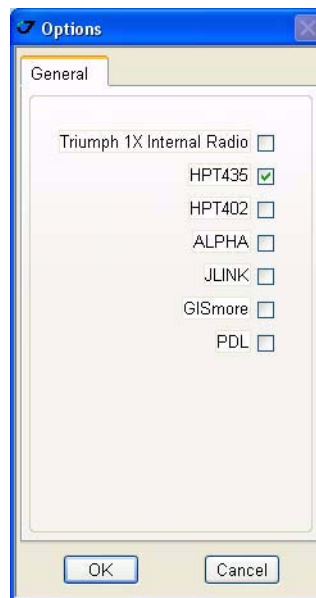 Options
General
Triumph 1X Internal Radio
HPT435
HPT402
ALPHA
JLINK
GISmore
PDL
OK Cancel